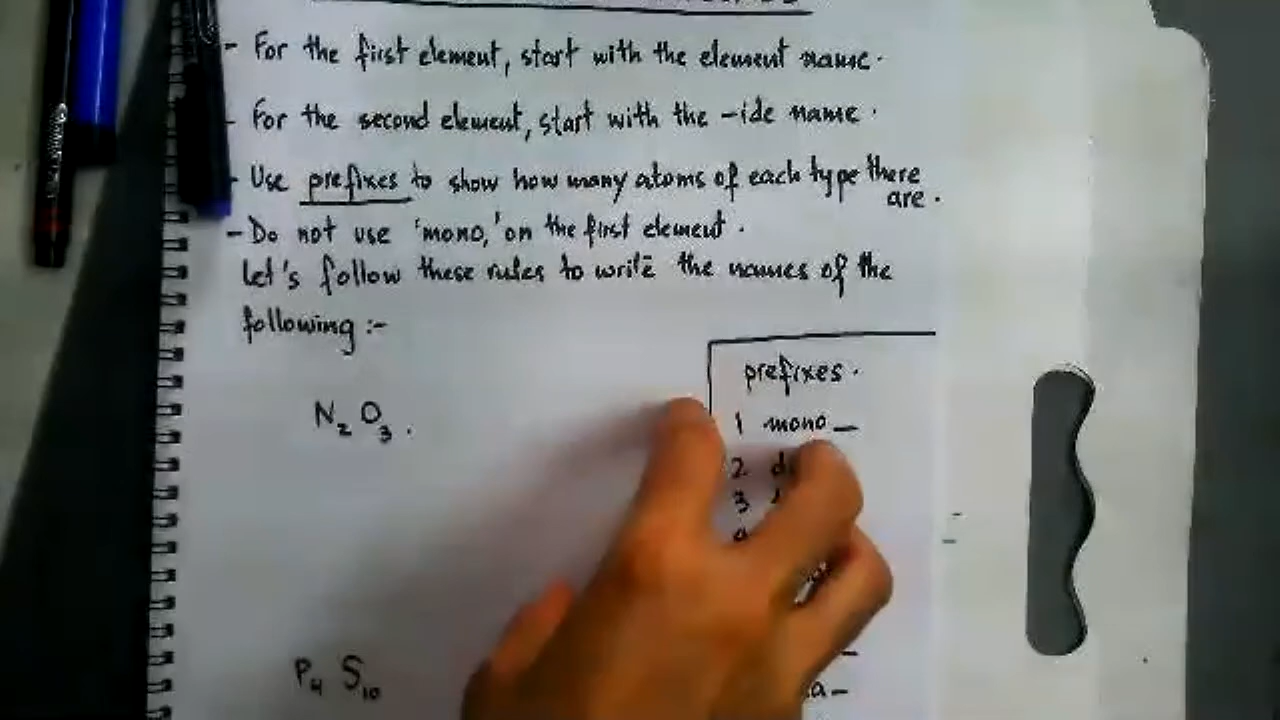 - For the first element, start with the element name.
- For the second element, start with the -ide name.
- Use prefixes to show how many atoms of each type there are.
- Do not use 'mono,' on the first element.
Let's follow these rules to write the names of the
following :-
N2O3.
prefixes.
1 mono-
2
3
P4 S10